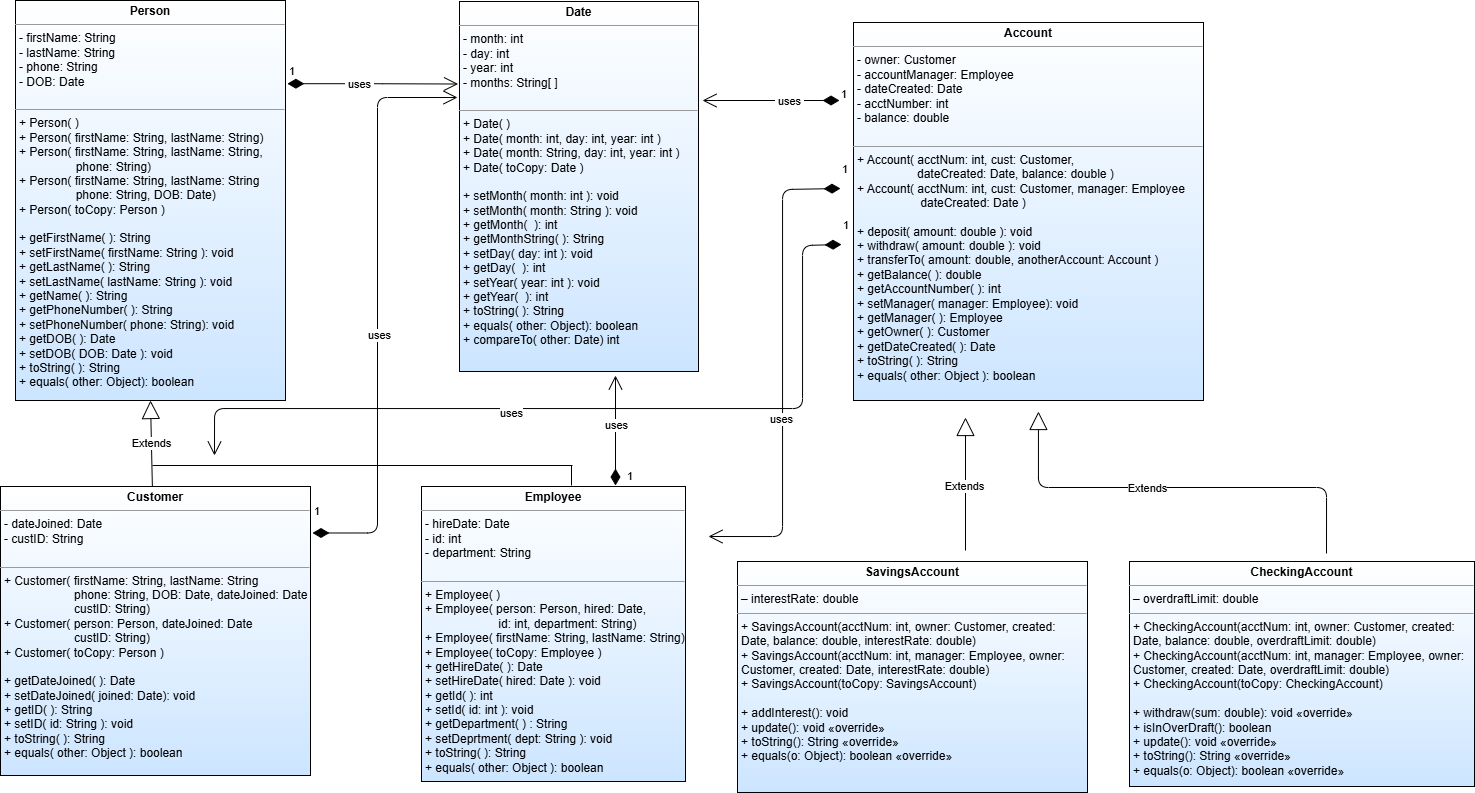 Person
- firstName: String
- lastName: String
- phone: String
- DOB: Date
+ Person( )
+ Person( firstName: String, lastName: String)
+ Person( firstName: String, lastName: String,
phone: String)
+ Person( firstName: String, lastName: String
phone: String, DOB: Date)
+ Person( toCopy: Person )
+ getFirstName( ): String
+ setFirstName( firstName: String ): void
+ getLastName( ): String
+ setLastName( lastName: String ): void
+ getName( ): String
+ getPhoneNumber( ): String
+ setPhoneNumber( phone: String): void
+ getDOB( ): Date
+ setDOB( DOB: Date ): void
+ toString( ): String
+ equals( other: Object): boolean
1
uses
Date
- month: int
- day: int
- year: int
- months: String[ ]
+ Date( )
+ Date( month: int, day: int, year: int )
+ Date( month: String, day: int, year: int )
+ Date( toCopy: Date )
+ setMonth( month: int ): void
+ setMonth( month: String ): void
+ getMonth(  ): int
+ getMonthString( ): String
+ setDay( day: int ): void
+ getDay(  ): int
+ setYear( year: int ): void
+ getYear(  ): int
+ toString( ): String
+ equals( other: Object): boolean
+ compareTo( other: Date) int
uses
1
Account
- owner: Customer
- accountManager: Employee
- dateCreated: Date
- acctNumber: int
- balance: double
+ Account( acctNum: int, cust: Customer,
dateCreated: Date, balance: double )
+ Account( acctNum: int, cust: Customer, manager: Employee
dateCreated: Date )
+ deposit( amount: double ): void
+ withdraw( amount: double ): void
+ transferTo( amount: double, anotherAccount: Account )
+ getBalance( ): double
+ getAccountNumber( ): int
+ setManager( manager: Employee): void
+ getManager( ): Employee
+ getOwner( ): Customer
+ getDateCreated( ): Date
+ toString( ): String
+ equals( other: Object ): boolean
1
1
uses
uses
uses
uses
Extends
1
1
Extends
Extends
Customer
- dateJoined: Date
- custID: String
+ Customer( firstName: String, lastName: String
phone: String, DOB: Date, dateJoined: Date
custID: String)
+ Customer( person: Person, dateJoined: Date
custID: String)
+ Customer( toCopy: Person )
+ getDateJoined( ): Date
+ setDateJoined( joined: Date): void
+ getID( ): String
+ setID( id: String ): void
+ toString( ): String
+ equals( other: Object ): boolean
Employee
- hireDate: Date
- id: int
- department: String
+ Employee( )
+ Employee( person: Person, hired: Date,
id: int, department: String)
+ Employee( firstName: String, lastName: String)
+ Employee( toCopy: Employee )
+ getHireDate( ): Date
+ setHireDate( hired: Date ): void
+ getId( ): int
+ setId( id: int ): void
+ getDepartment( ) : String
+ setDeprtment( dept: String ): void
+ toString( ): String
+ equals( other: Object ): boolean
SavingsAccount
– interestRate: double
+ SavingsAccount(acctNum: int, owner: Customer, created:
Date, balance: double, interestRate: double)
+ SavingsAccount(acctNum: int, manager: Employee, owner:
Customer, created: Date, interestRate: double)
+ SavingsAccount(toCopy: SavingsAccount)
+ addInterest(): void
+ update(): void «override»
+ toString(): String «override»
+ equals(o: Object): boolean «override»
CheckingAccount
– overdraftLimit: double
+ CheckingAccount(acctNum: int, owner: Customer, created:
Date, balance: double, overdraftLimit: double)
+ CheckingAccount(acctNum: int, manager: Employee, owner:
Customer, created: Date, overdraftLimit: double)
+ CheckingAccount(toCopy: CheckingAccount)
+ withdraw(sum: double): void «override»
+ isInOverDraft(): boolean
+ update(): void «override»
+ toString(): String «override»
+ equals(o: Object): boolean «override»